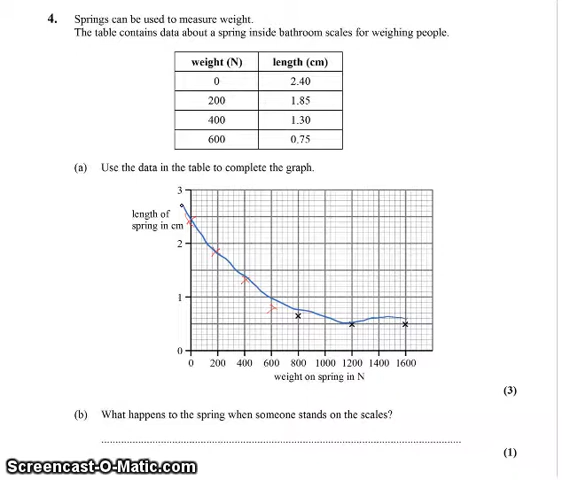 4. Springs can be used to measure weight.
The table contains data about a spring inside bathroom scales for weighing people.
weight (N) length (cm)
0 2.40
200 1.85
400 1.30
600 0.75
(a) Use the data in the table to complete the graph.
3
length of
spring in cm
2
1
0
0 200 400 600 800 1000 1200 1400 1600
weight on spring in N
(3)
(b) What happens to the spring when someone stands on the scales?
(1)
Screencast-O-Matic.com